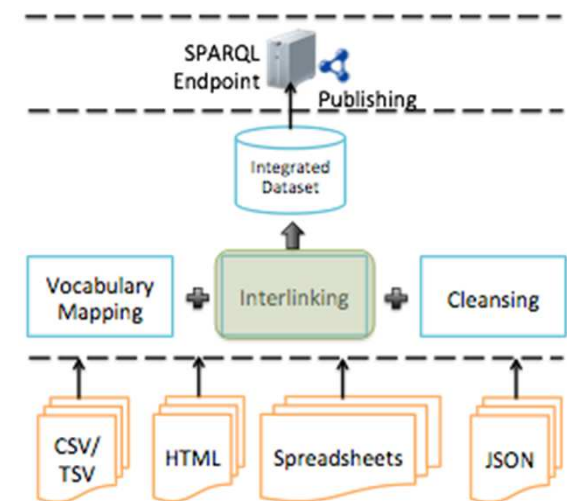 SPARQL
Endpoint
Publishing
Integrated
Dataset
Vocabulary
Mapping
Interlinking
Cleansing
CSV/
TSV
HTML
Spreadsheets
JSON